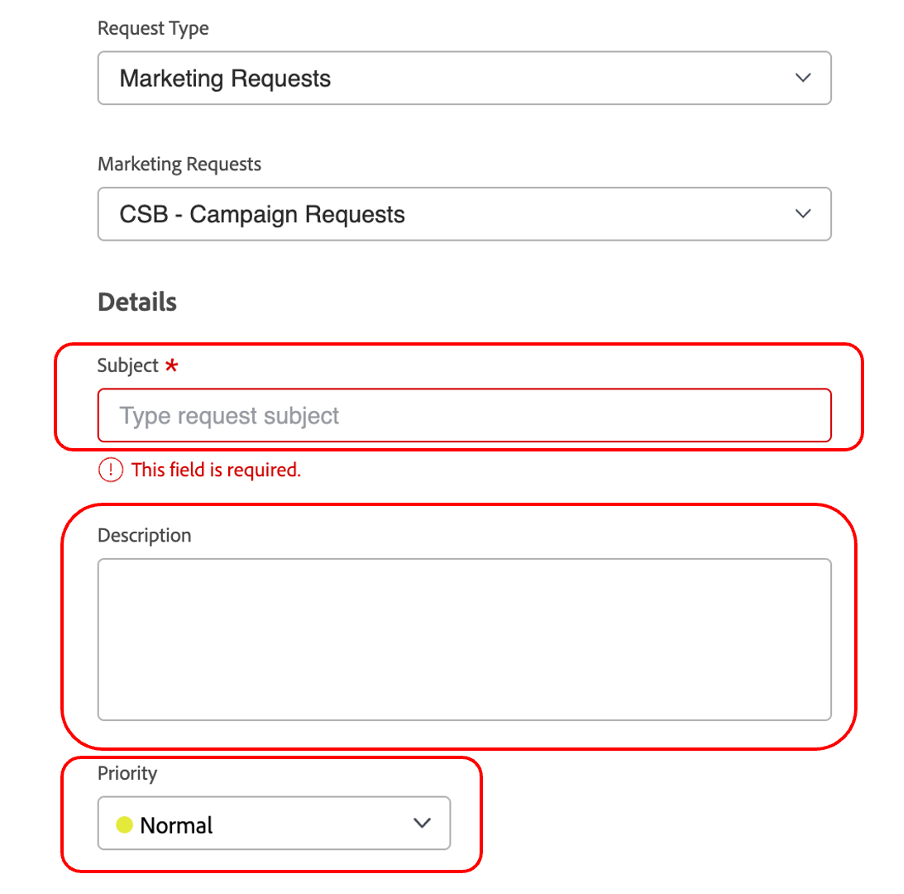 Request Type
Marketing Requests
Marketing Requests
CSB - Campaign Requests
Details
Subject *
Type request subject
! This field is required.
Description
Priority
Normal